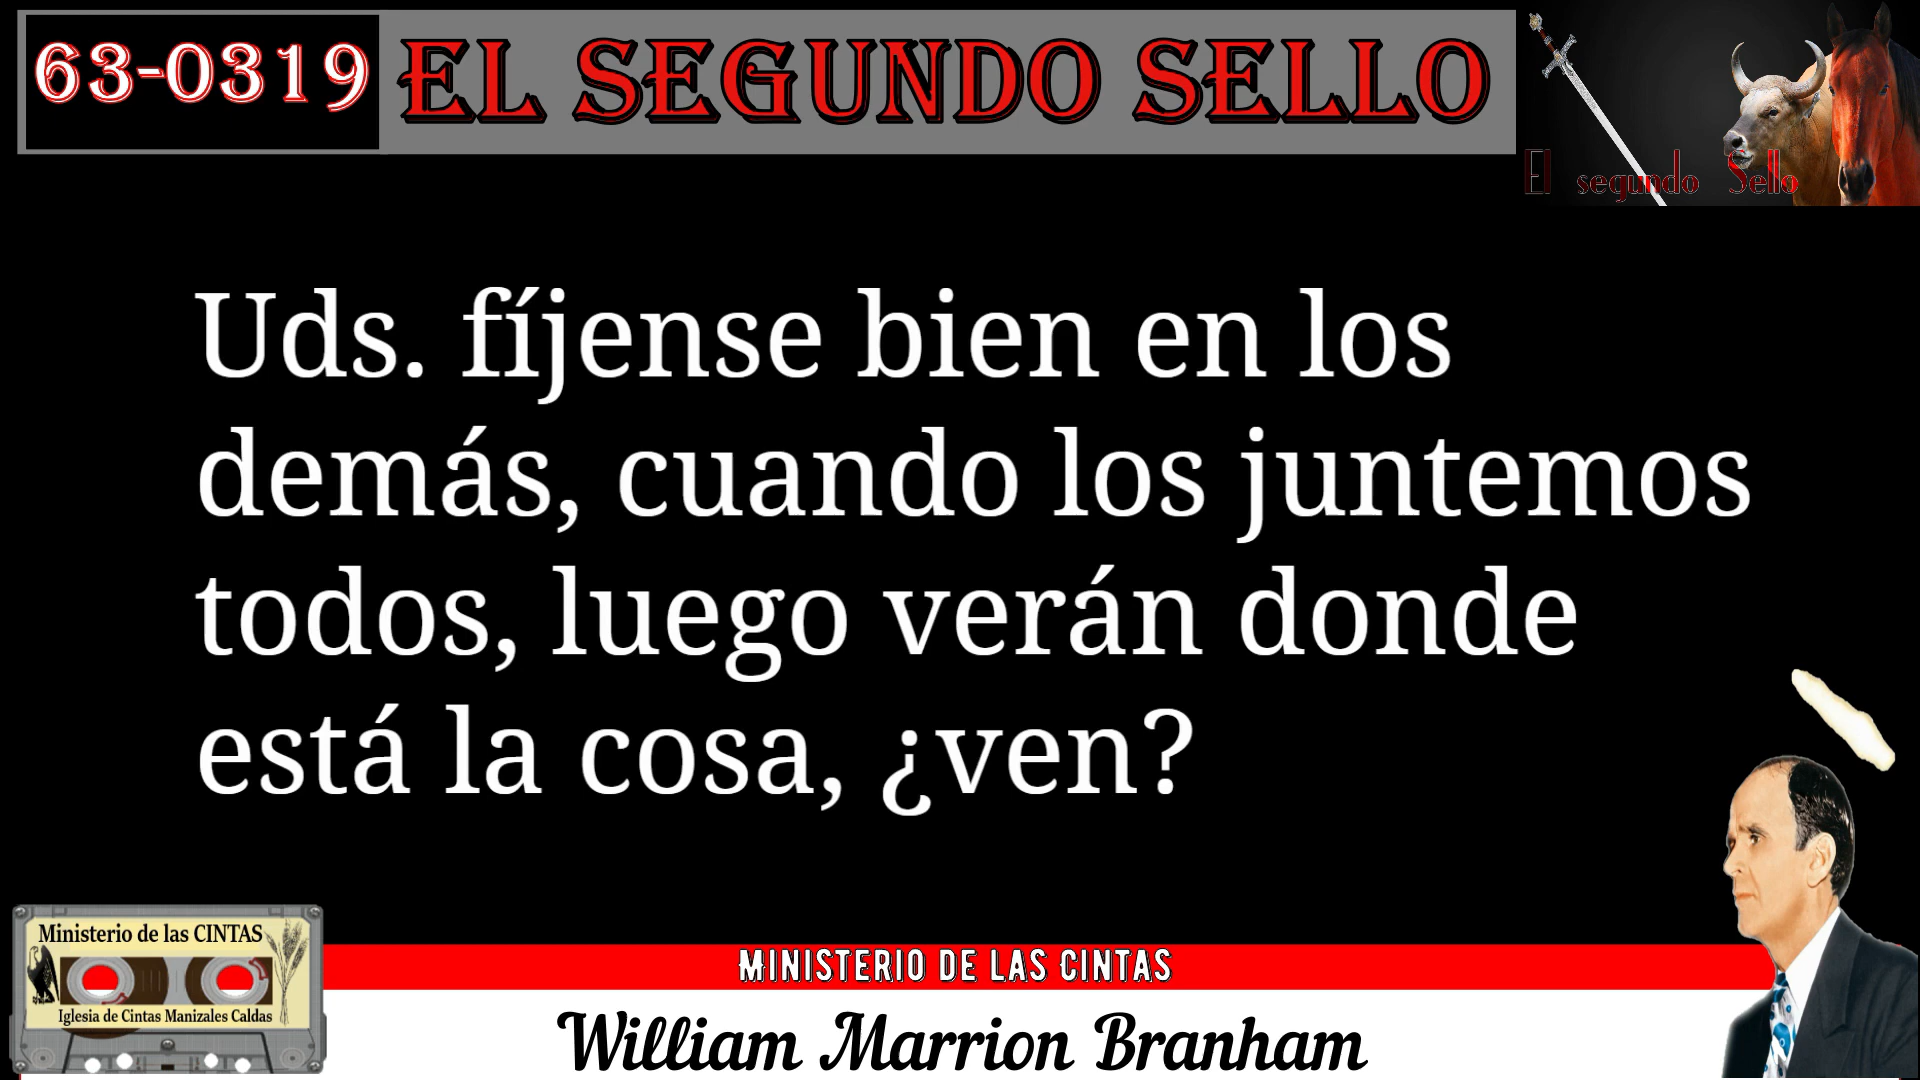 63-0319 EL SEGUNDO SELLO
El segundo Sello
Uds. fíjense bien en los
demás, cuando los juntemos
todos, luego verán donde
está la cosa, ¿ven?
Ministerio de las CINTAS
Iglesia de Cintas Manizales Caldas
MINISTERIO DE LAS CINTAS
William Marrion Branham